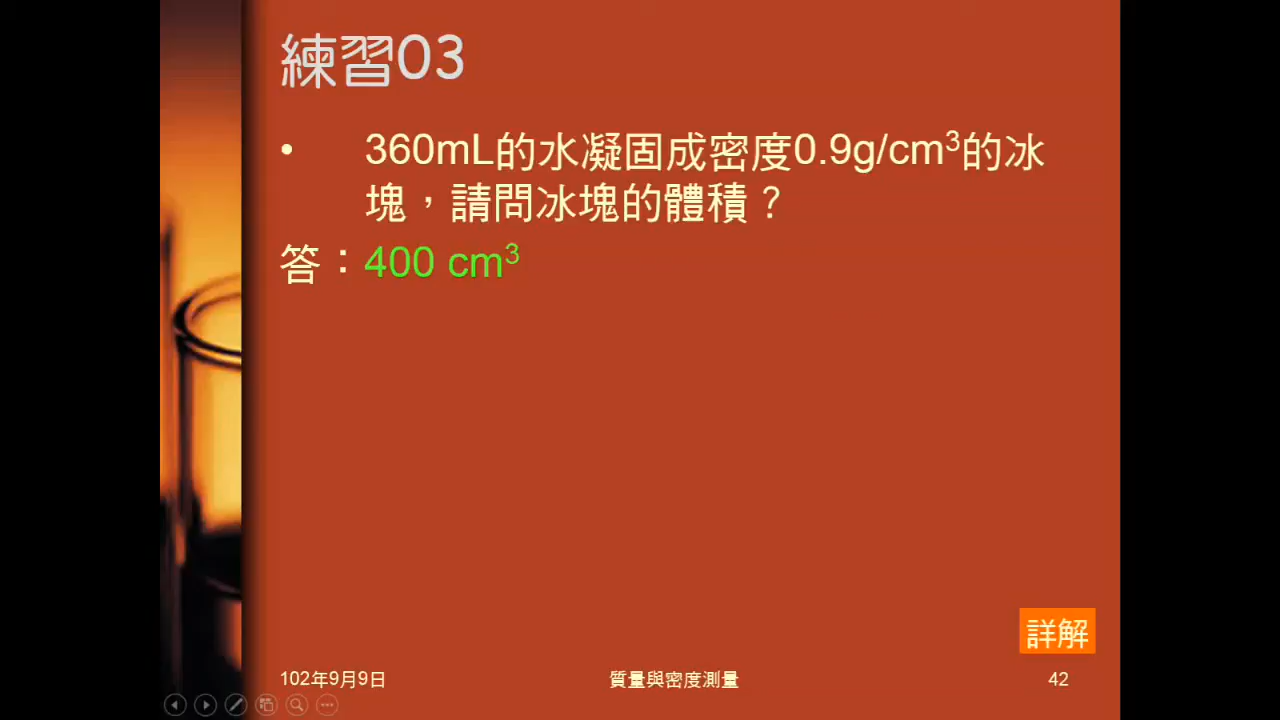 練習03
• 360mL的水凝固成密度0.9g/cm³的冰
塊，請問冰塊的體積？
答：400 cm³
詳解
102年9月9日 質量與密度測量 42